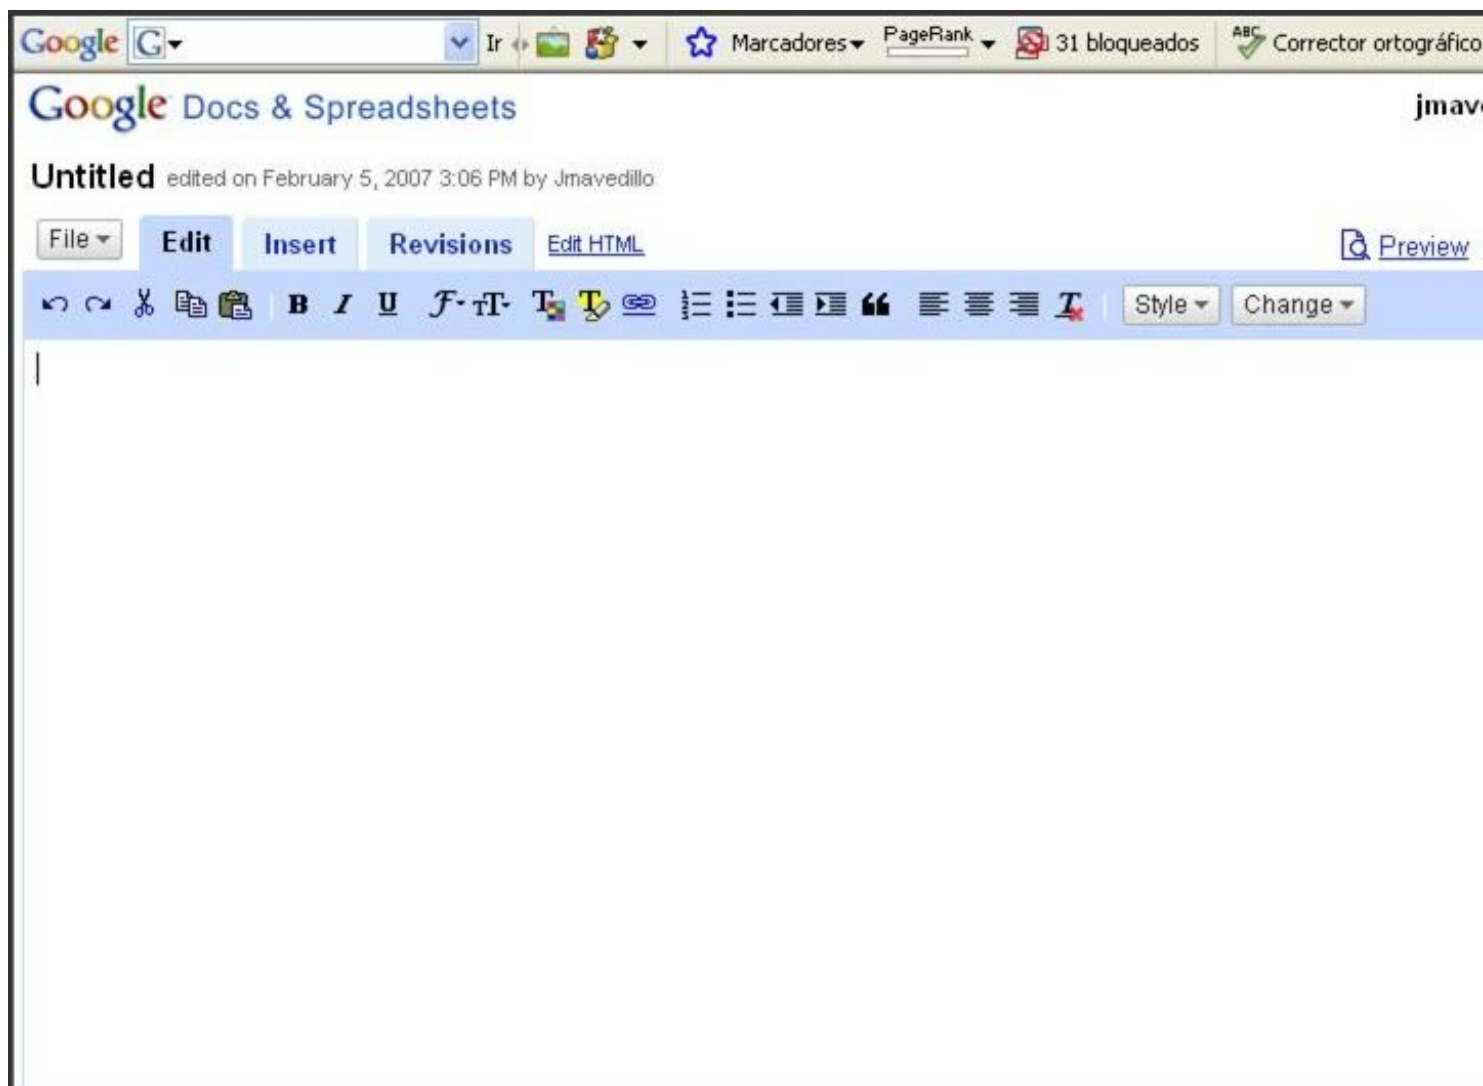 Google G Ir Marcadores PageRank 31 bloqueados ABC Corrector ortográfico
Google Docs & Spreadsheets jmav
Untitled edited on February 5, 2007 3:06 PM by Jmavedillo
File Edit Insert Revisions Edit HTML Preview
B I U F TT T T Style Change